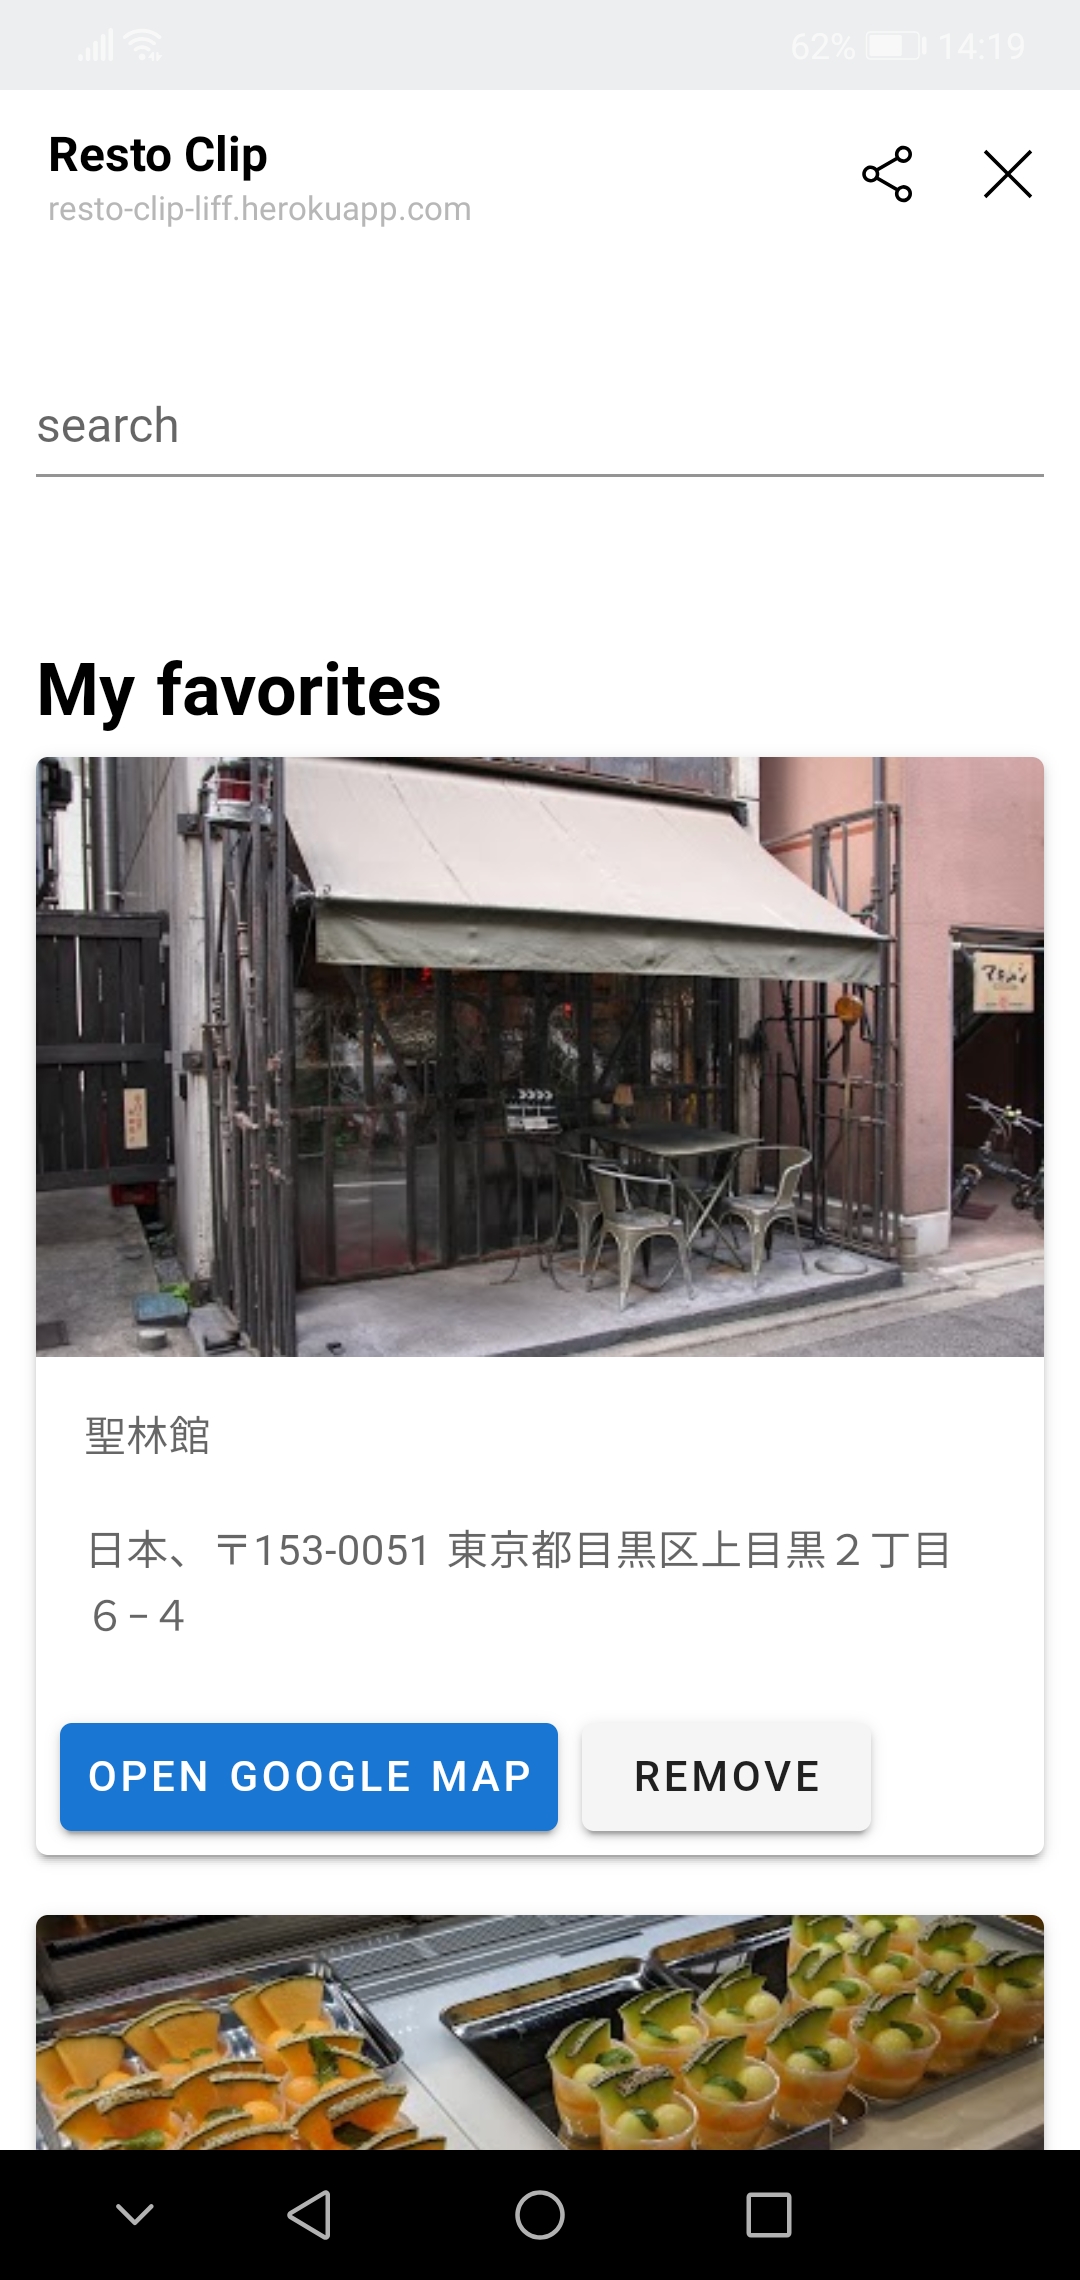 62% 14:19
Resto Clip
resto-clip-liff.herokuapp.com
search
My favorites
聖林館
日本、〒153-0051 東京都目黒区上目黒２丁目
６−４
OPEN GOOGLE MAP REMOVE